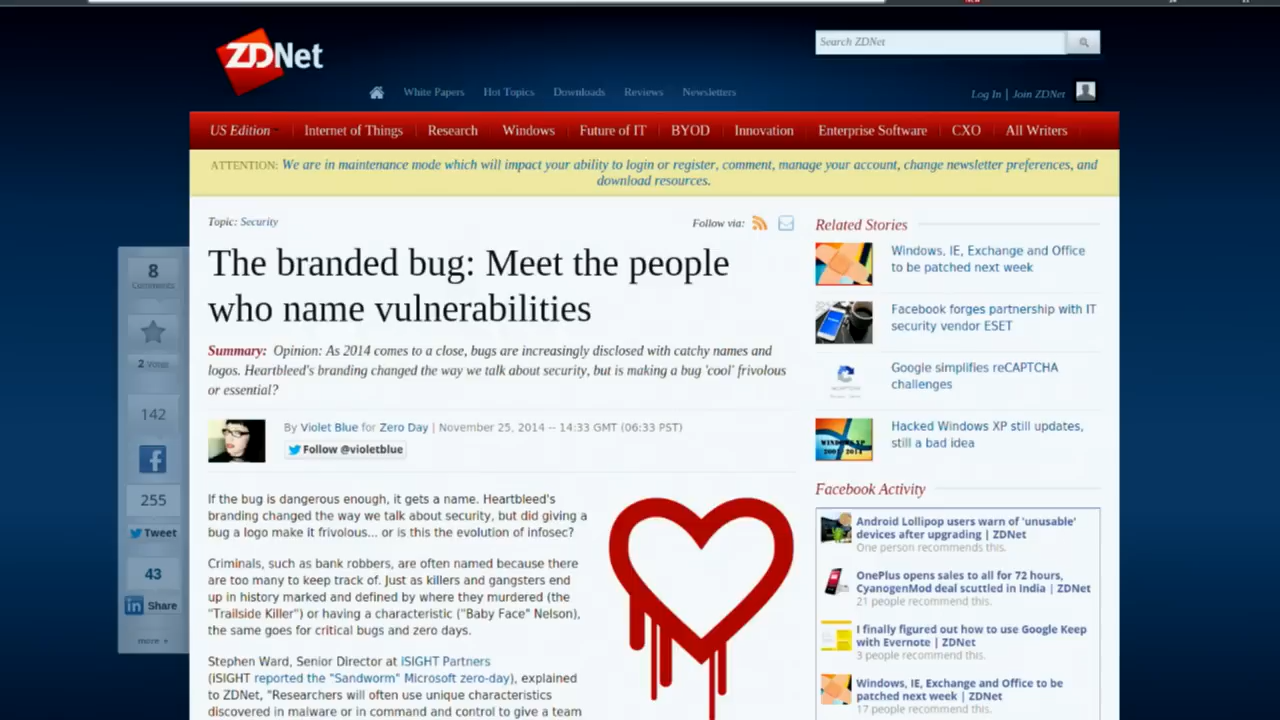 ZDNet
Search ZDNet
White Papers Hot Topics Downloads Reviews Newsletters
Log In | Join ZDNet
US Edition Internet of Things Research Windows Future of IT BYOD Innovation Enterprise Software CXO All Writers
ATTENTION: We are in maintenance mode which will impact your ability to login or register, comment, manage your account, change newsletter preferences, and
download resources.
Topic: Security
Follow via:
The branded bug: Meet the people
who name vulnerabilities
Summary: Opinion: As 2014 comes to a close, bugs are increasingly disclosed with catchy names and
logos. Heartbleed's branding changed the way we talk about security, but is making a bug 'cool' frivolous
or essential?
By Violet Blue for Zero Day | November 25, 2014 -- 14:33 GMT (06:33 PST)
Follow @violetblue
If the bug is dangerous enough, it gets a name. Heartbleed's
branding changed the way we talk about security, but did giving a
bug a logo make it frivolous... or is this the evolution of infosec?
Criminals, such as bank robbers, are often named because there
are too many to keep track of. Just as killers and gangsters end
up in history marked and defined by where they murdered (the
"Trailside Killer") or having a characteristic ("Baby Face" Nelson),
the same goes for critical bugs and zero days.
Stephen Ward, Senior Director at iSIGHT Partners
(iSIGHT reported the "Sandworm" Microsoft zero-day), explained
to ZDNet, "Researchers will often use unique characteristics
discovered in malware or in command and control to give a team
8
Comments
2 Votes
142
255
Tweet
43
in Share
more +
Related Stories
Windows, IE, Exchange and Office
to be patched next week
Facebook forges partnership with IT
security vendor ESET
Google simplifies reCAPTCHA
challenges
Hacked Windows XP still updates,
still a bad idea
Facebook Activity
Android Lollipop users warn of 'unusable'
devices after upgrading | ZDNet
One person recommends this.
OnePlus opens sales to all for 72 hours,
CyanogenMod deal scuttled in India | ZDNet
21 people recommend this.
I finally figured out how to use Google Keep
with Evernote | ZDNet
3 people recommend this.
Windows, IE, Exchange and Office to be
patched next week | ZDNet
17 people recommend this.